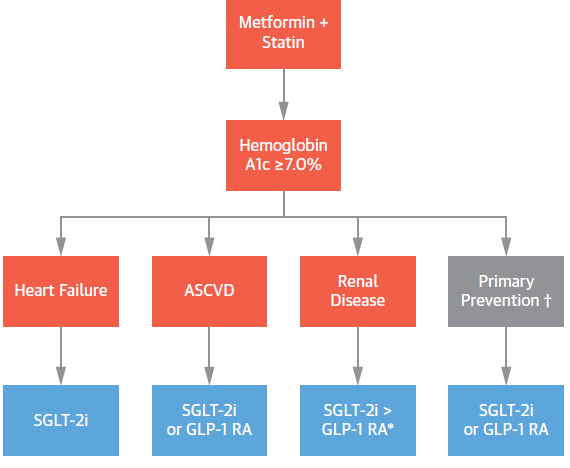 Metformin +
Statin
Hemoglobin
A1c ≥7.0%
Heart Failure
ASCVD
Renal
Disease
Primary
Prevention †
SGLT-2i
SGLT-2i
or GLP-1 RA
SGLT-2i >
GLP-1 RA*
SGLT-2i
or GLP-1 RA